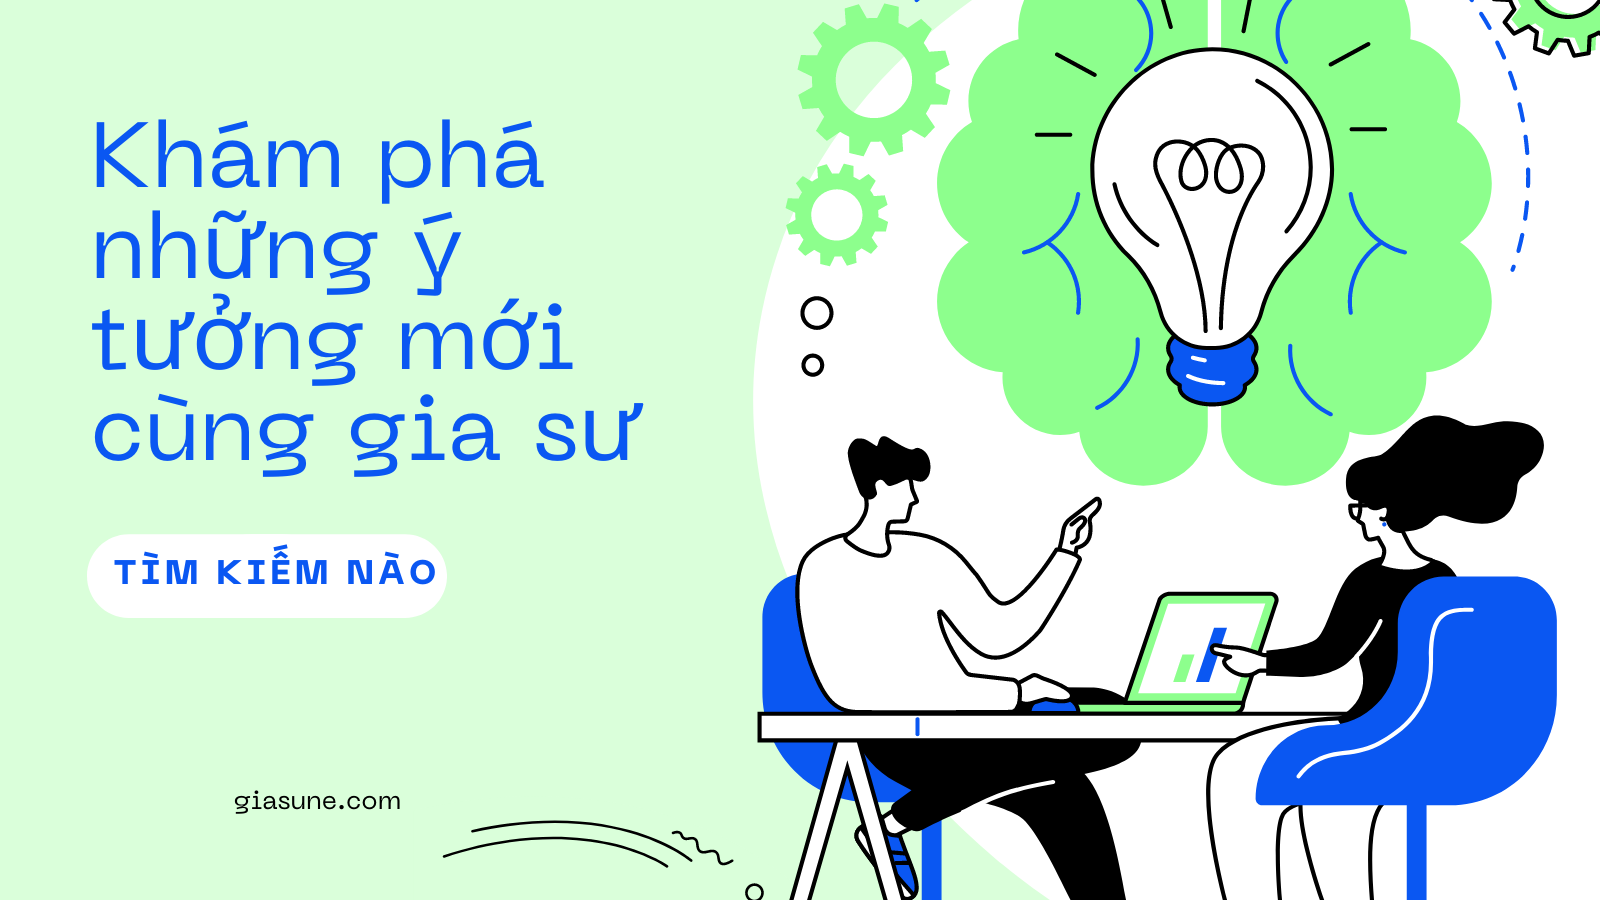 Khám phá
những ý
tưởng mới
cùng gia sư
TÌM KIẾM NÀO
giasune.com